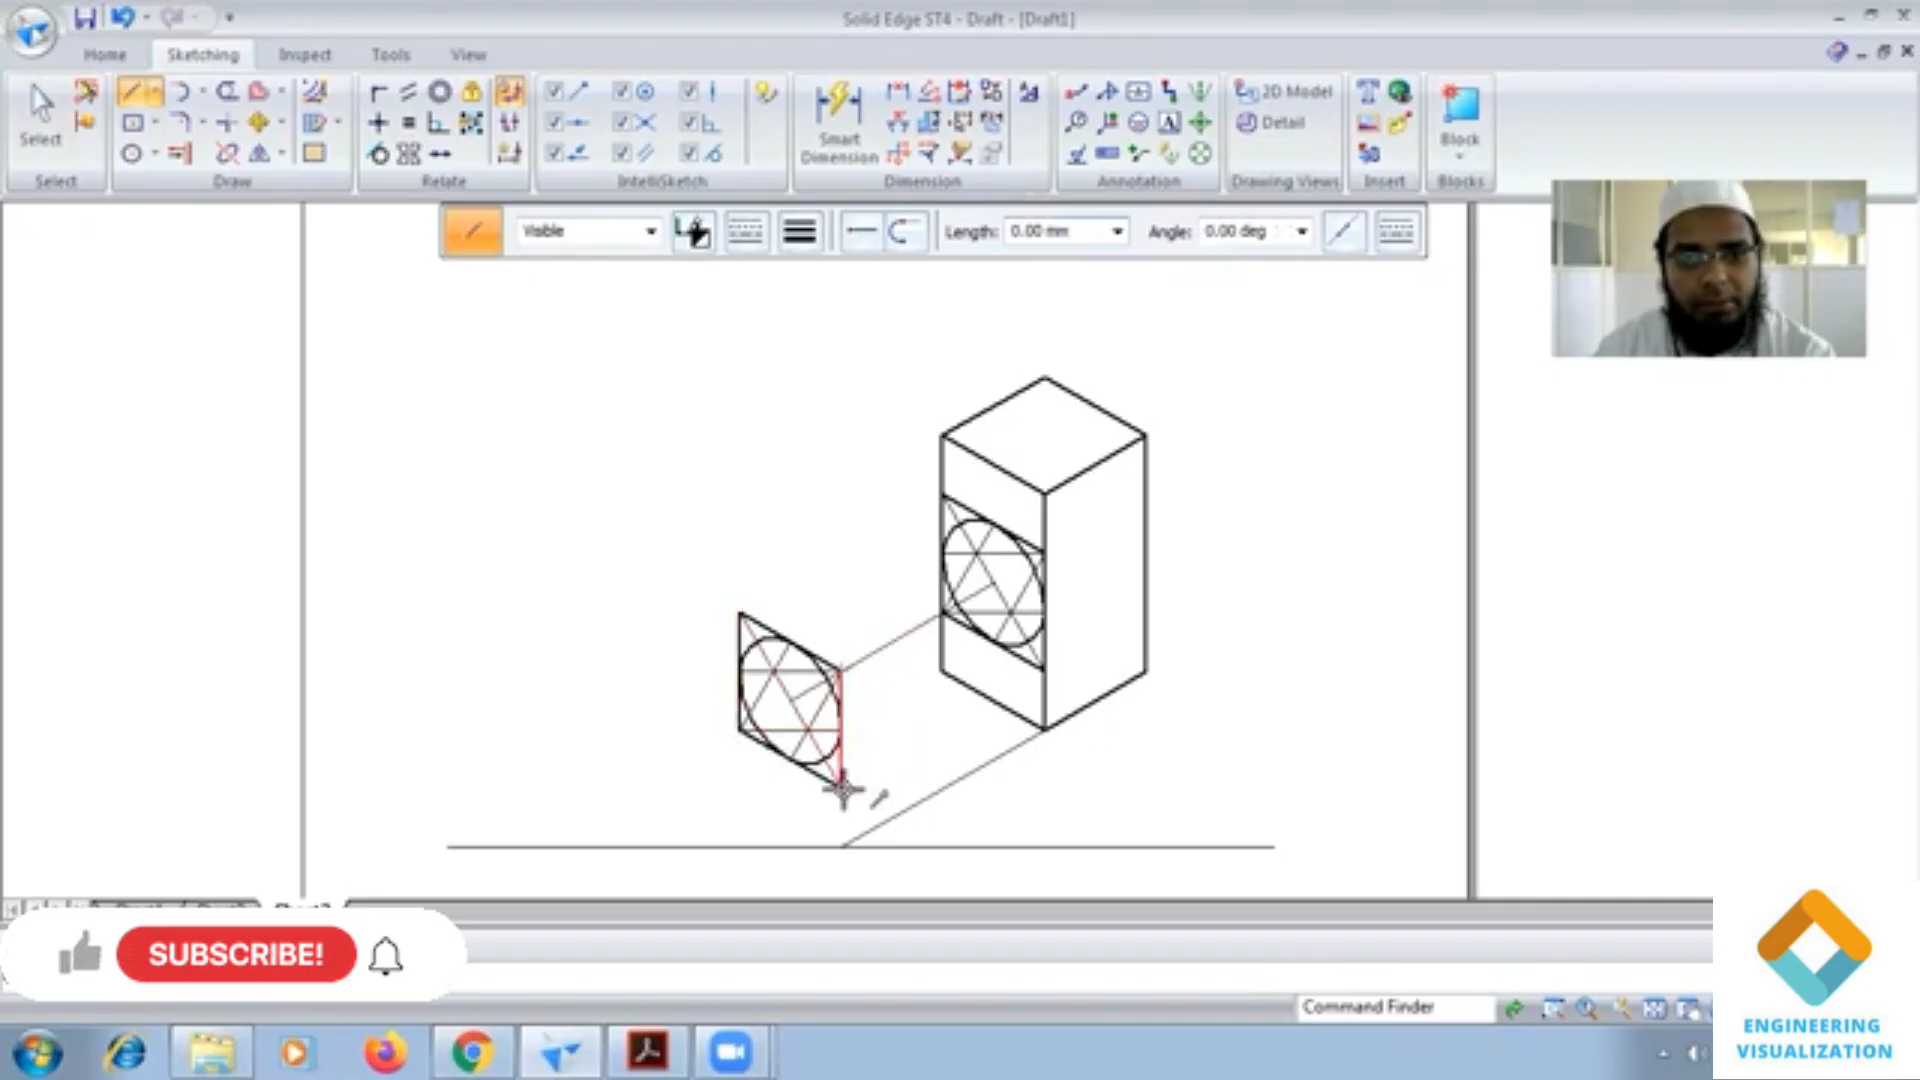 Solid Edge ST4 - Draft - [Draft1]
Home
Sketching
Inspect
Tools
View
Select
Smart Dimension
2D Model
Detail
Block
Select
Draw
Relate
IntelliSketch
Dimension
Annotation
Drawing Views
Insert
Blocks
Visible
Length:
0.00 mm
Angle:
0.00 deg
SUBSCRIBE!
Command Finder
ENGINEERING
VISUALIZATION